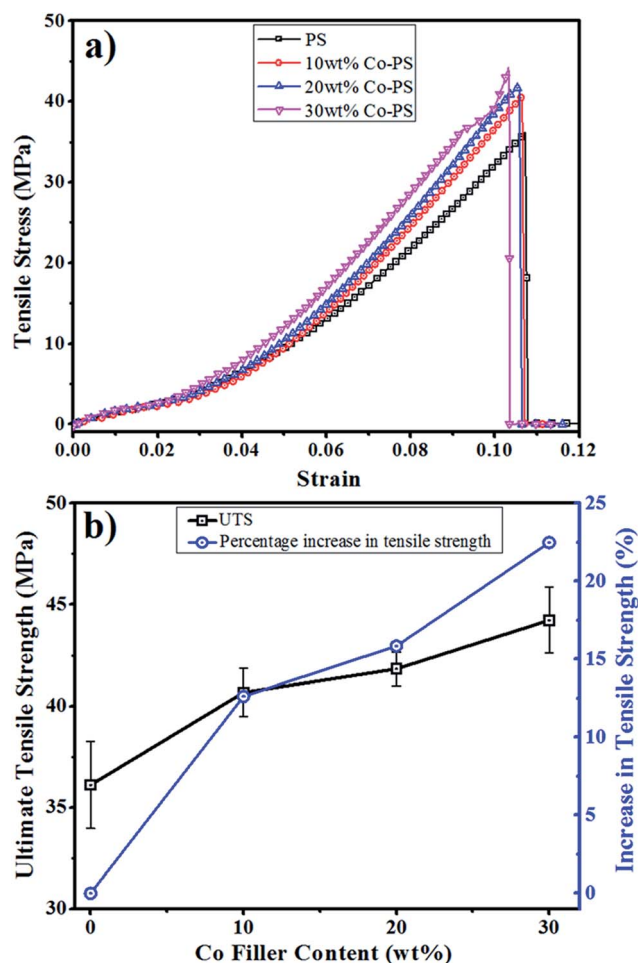 a)
PS
10wt% Co-PS
20wt% Co-PS
30wt% Co-PS
Tensile Stress (MPa)
50
40
30
20
10
0
0.00 0.02 0.04 0.06 0.08 0.10 0.12
Strain
b)
UTS
Percentage increase in tensile strength
Ultimate Tensile Strength (MPa)
50
45
40
35
30
Increase in Tensile Strength (%)
25
20
15
10
5
0
0 10 20 30
Co Filler Content (wt%)